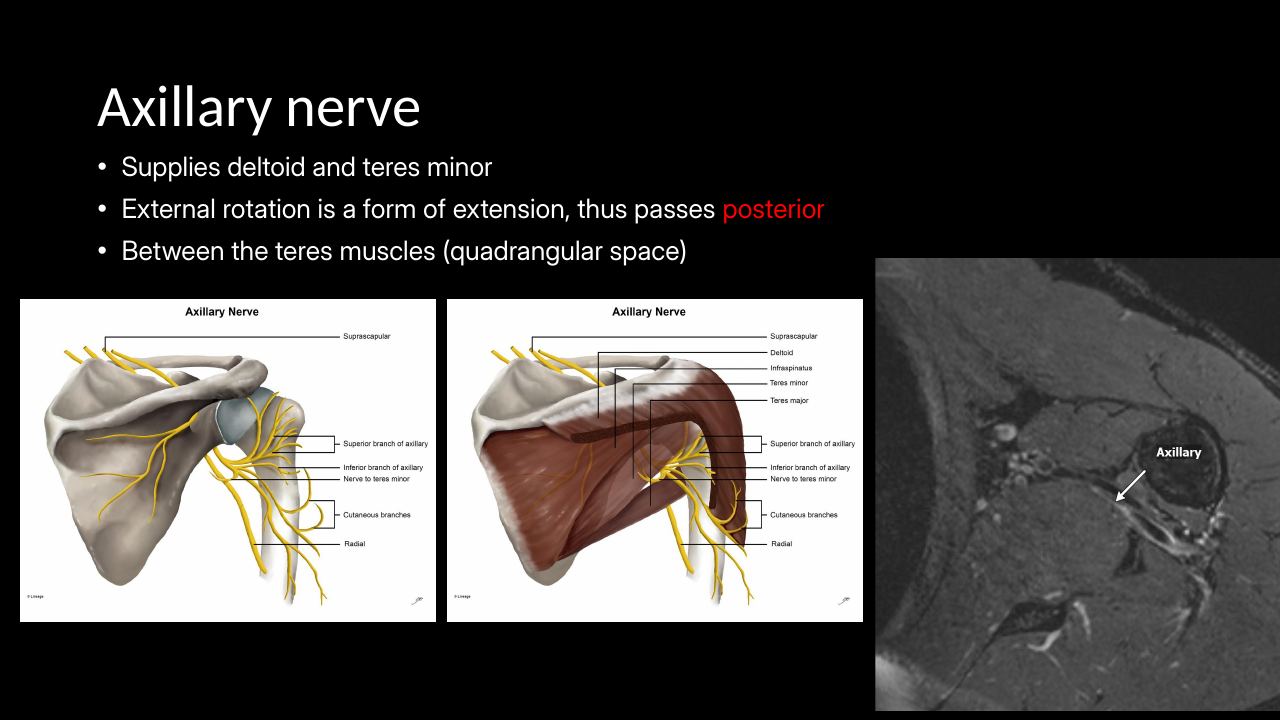 Axillary nerve
• Supplies deltoid and teres minor
• External rotation is a form of extension, thus passes posterior
• Between the teres muscles (quadrangular space)
Axillary Nerve
Suprascapular
Superior branch of axillary
Inferior branch of axillary
Nerve to teres minor
Cutaneous branches
Radial
© Lineage
Axillary Nerve
Suprascapular
Deltoid
Infraspinatus
Teres minor
Teres major
Superior branch of axillary
Inferior branch of axillary
Nerve to teres minor
Cutaneous branches
Radial
© Lineage
Axillary